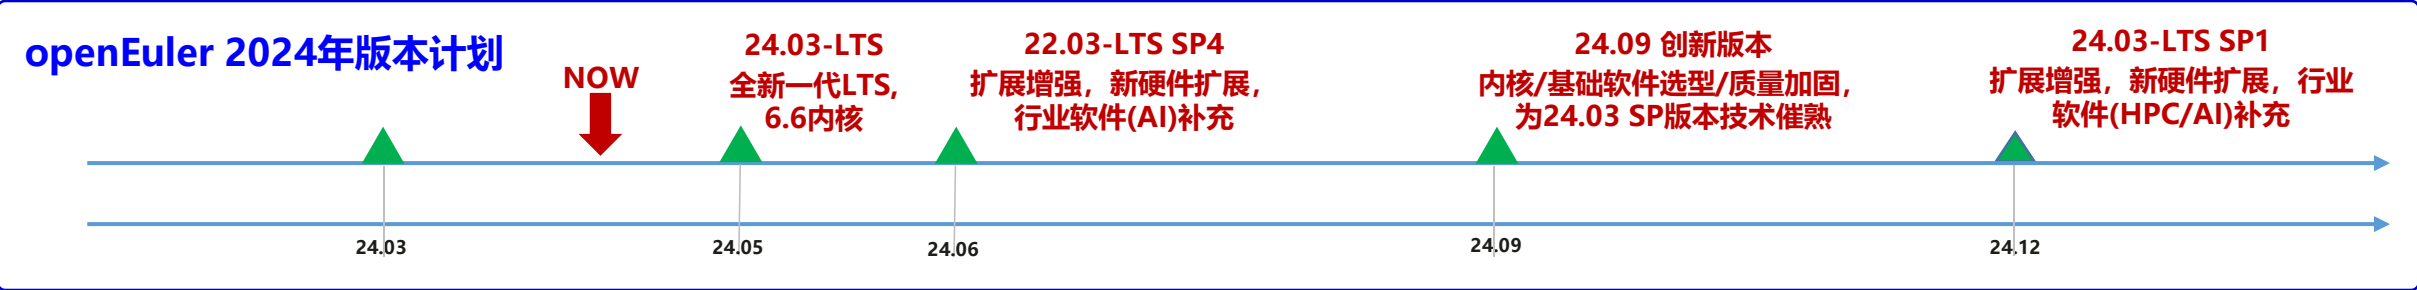 openEuler 2024年版本计划
NOW
24.03-LTS
全新一代LTS,
6.6内核
22.03-LTS SP4
扩展增强，新硬件扩展，
行业软件(AI)补充
24.09 创新版本
内核/基础软件选型/质量加固，
为24.03 SP版本技术催熟
24.03-LTS SP1
扩展增强，新硬件扩展，行业
软件(HPC/AI)补充
24.03
24.05
24.06
24.09
24.12